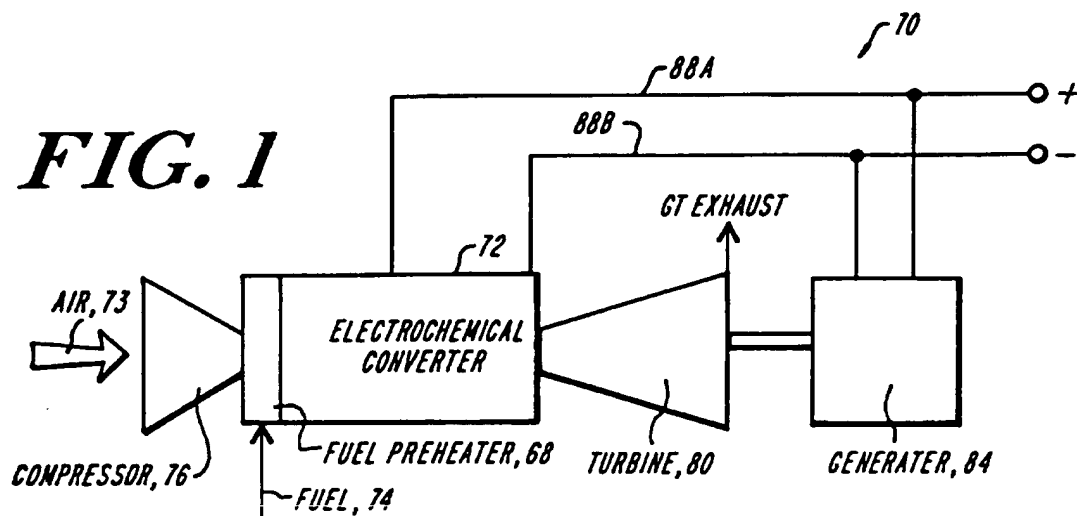 70
88A
+
FIG. 1
88B
-
GT EXHAUST
72
AIR, 73
ELECTROCHEMICAL
CONVERTER
FUEL PREHEATER, 68
TURBINE, 80
GENERATER, 84
COMPRESSOR, 76
FUEL, 74